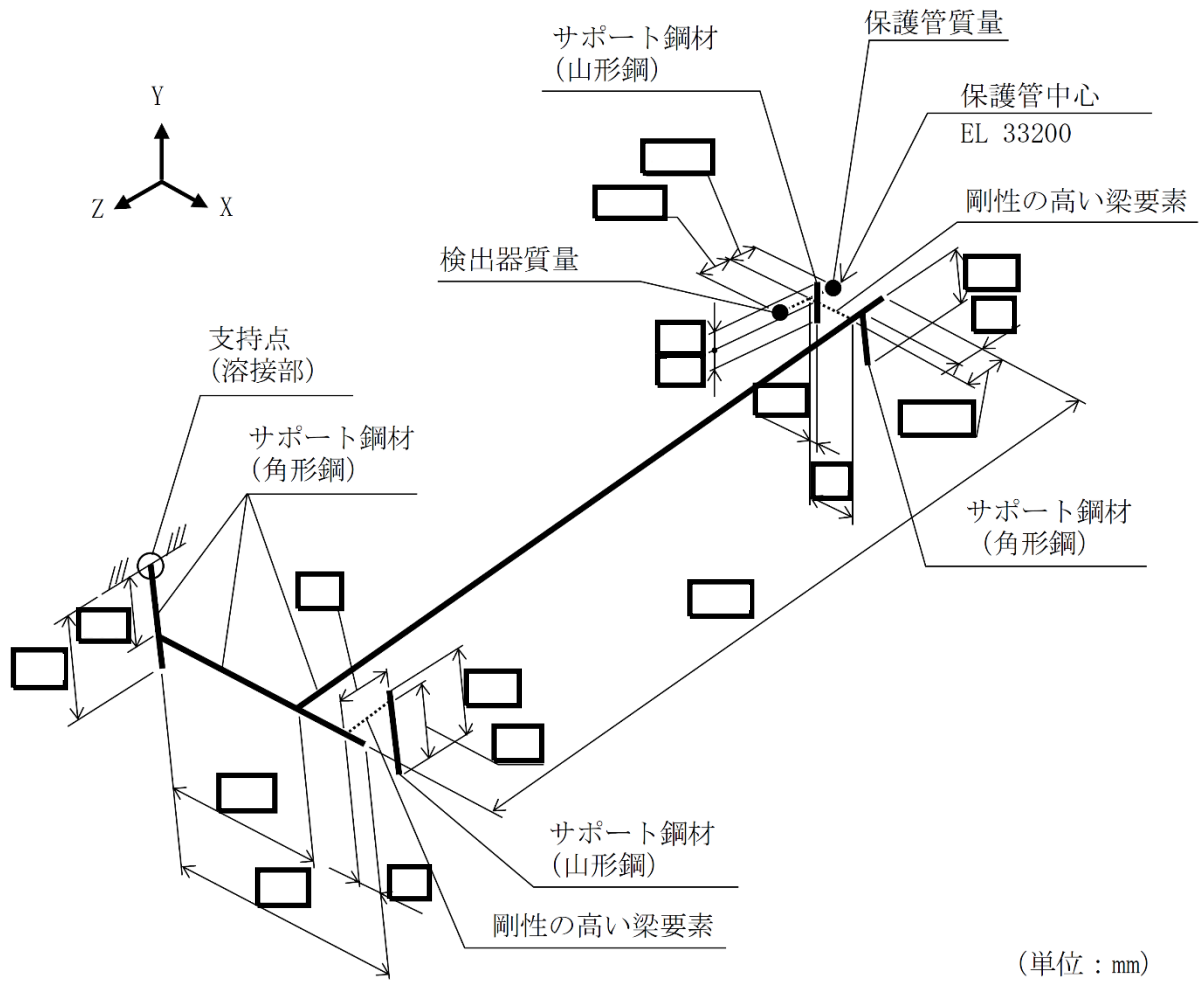 保護管質量
サポート鋼材
(山形鋼)
保護管中心
EL 33200
Y
Z
X
剛性の高い梁要素
検出器質量
支持点
(溶接部)
サポート鋼材
(角形鋼)
サポート鋼材
(角形鋼)
サポート鋼材
(山形鋼)
剛性の高い梁要素
(単位：mm)